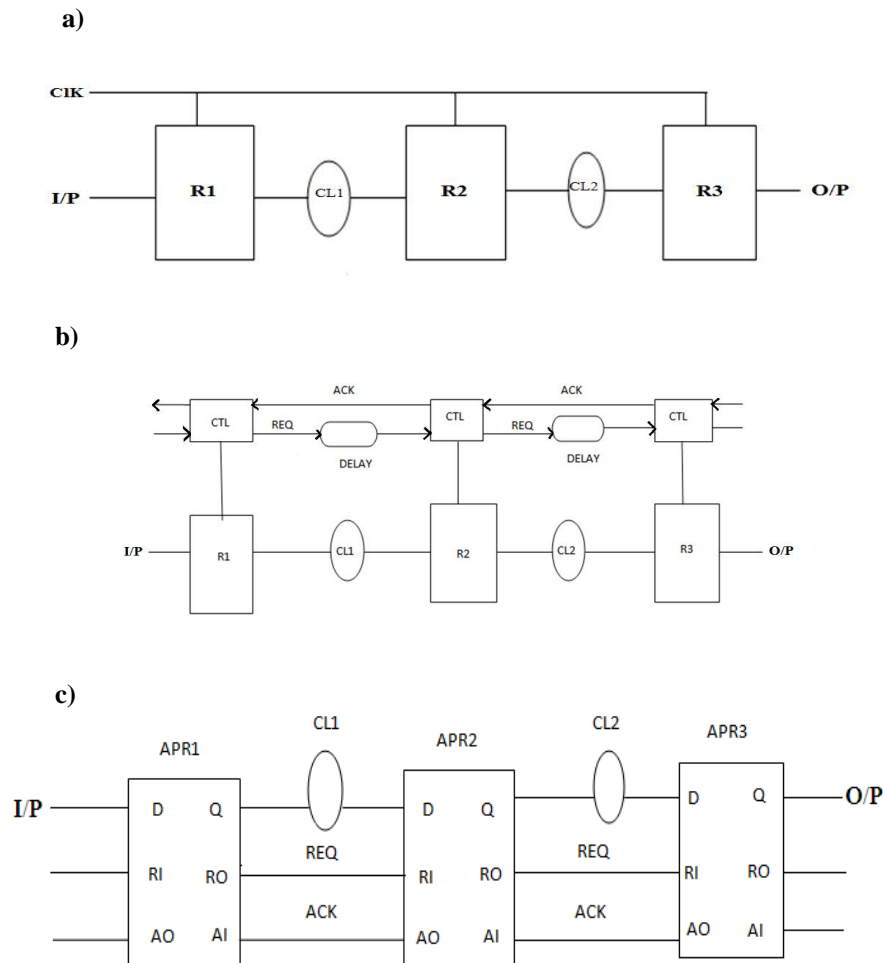 a)
ClK
R1
R2
R3
I/P
CL1
CL2
O/P
b)
ACK
ACK
CTL
CTL
CTL
REQ
REQ
DELAY
DELAY
I/P
R1
CL1
R2
CL2
R3
O/P
c)
CL1
CL2
APR1
APR2
APR3
I/P
D
Q
D
Q
D
Q
O/P
REQ
REQ
RI
RO
RI
RO
RI
RO
ACK
ACK
AO
AI
AO
AI
AO
AI